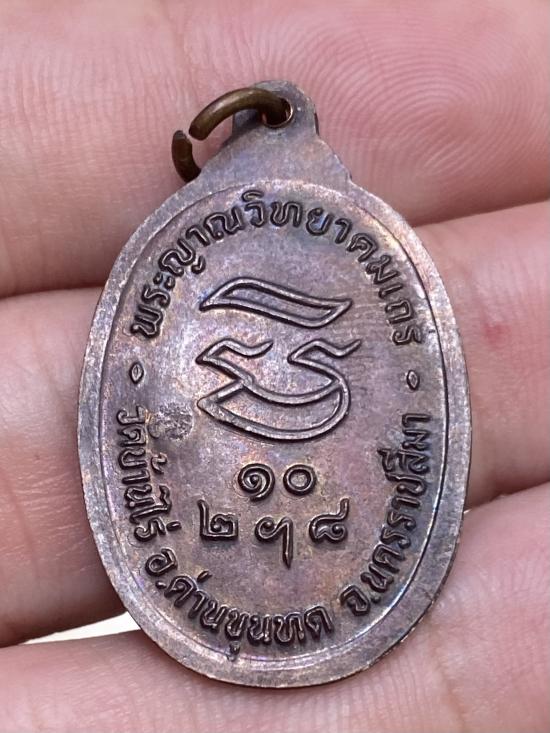 พระญาณวิทยาคมเถร
๑๐
๒ ฯ ๘
วัดบ้านไร่ อ.ด่านขุนทด จ.นครราชสีมา